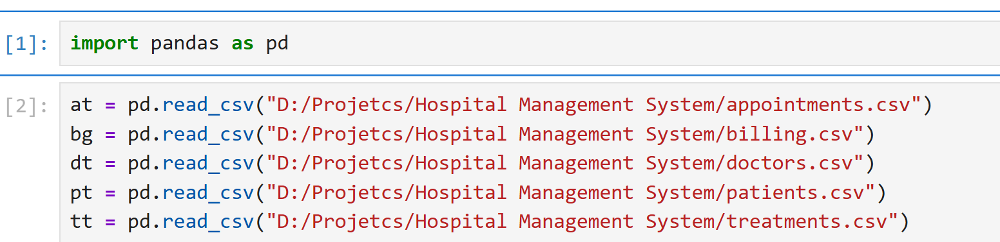 [1]: import pandas as pd
[2]: at = pd.read_csv("D:/Projetcs/Hospital Management System/appointments.csv")
bg = pd.read_csv("D:/Projetcs/Hospital Management System/billing.csv")
dt = pd.read_csv("D:/Projetcs/Hospital Management System/doctors.csv")
pt = pd.read_csv("D:/Projetcs/Hospital Management System/patients.csv")
tt = pd.read_csv("D:/Projetcs/Hospital Management System/treatments.csv")